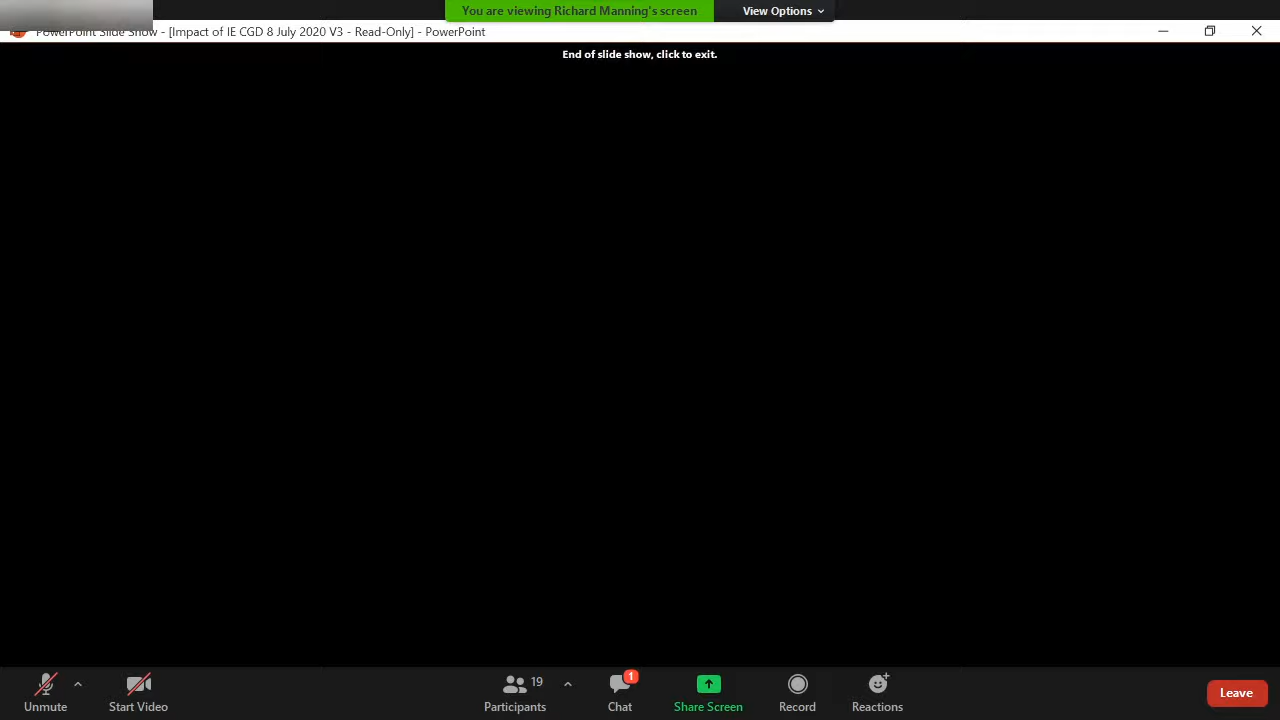 You are viewing Richard Manning's screen
View Options
PowerPoint Slide Show - [Impact of IE CGD 8 July 2020 V3 - Read-Only] - PowerPoint
End of slide show, click to exit.
Unmute
Start Video
19
Participants
1
Chat
Share Screen
Record
Reactions
Leave